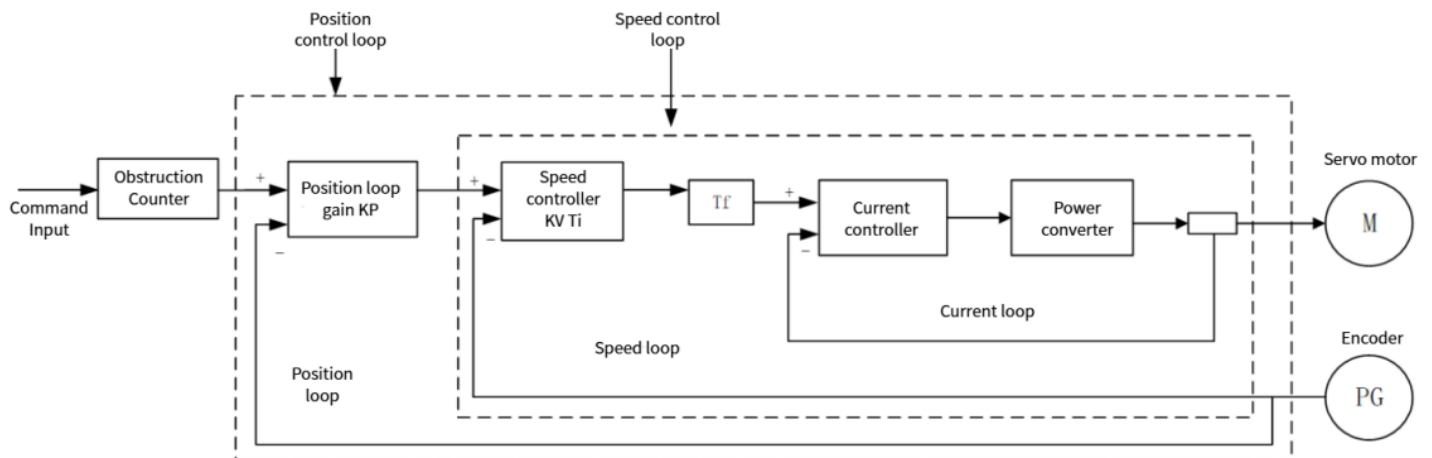 Position
control loop
Speed control
loop
Servo motor
Command
Input
Obstruction
Counter
+
−
Position loop
gain KP
+
−
Speed
controller
KV Ti
Tf
+
−
Current
controller
Power
converter
M
Current loop
Speed loop
Position
loop
Encoder
PG